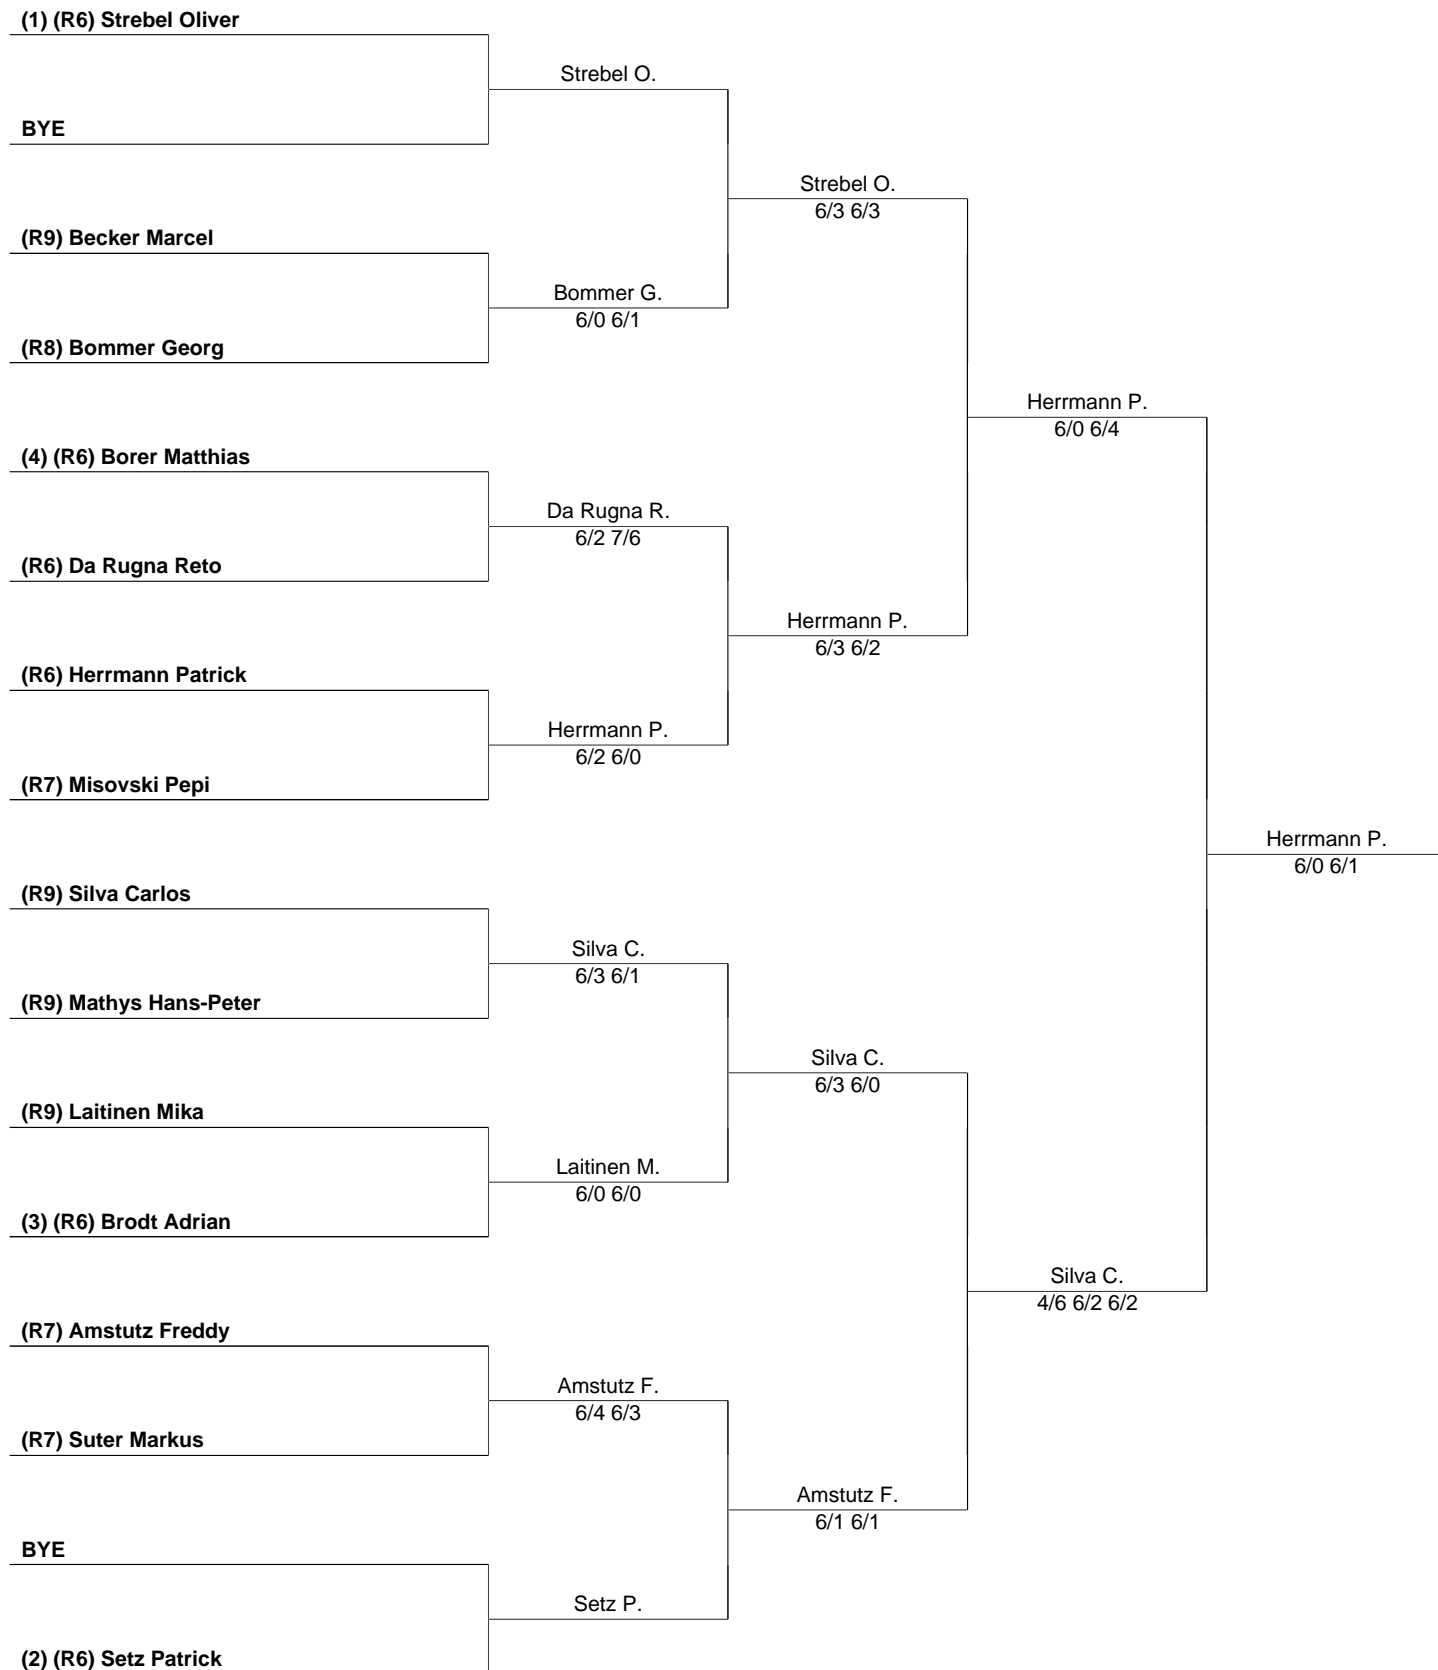 (1) (R6) Strebel Oliver
Strebel O.
BYE
Strebel O.
6/3 6/3
(R9) Becker Marcel
Bommer G.
6/0 6/1
(R8) Bommer Georg
Herrmann P.
6/0 6/4
(4) (R6) Borer Matthias
Da Rugna R.
6/2 7/6
(R6) Da Rugna Reto
Herrmann P.
6/3 6/2
(R6) Herrmann Patrick
Herrmann P.
6/2 6/0
(R7) Misovski Pepi
Herrmann P.
6/0 6/1
(R9) Silva Carlos
Silva C.
6/3 6/1
(R9) Mathys Hans-Peter
Silva C.
6/3 6/0
(R9) Laitinen Mika
Laitinen M.
6/0 6/0
(3) (R6) Brodt Adrian
Silva C.
4/6 6/2 6/2
(R7) Amstutz Freddy
Amstutz F.
6/4 6/3
(R7) Suter Markus
Amstutz F.
6/1 6/1
BYE
Setz P.
(2) (R6) Setz Patrick